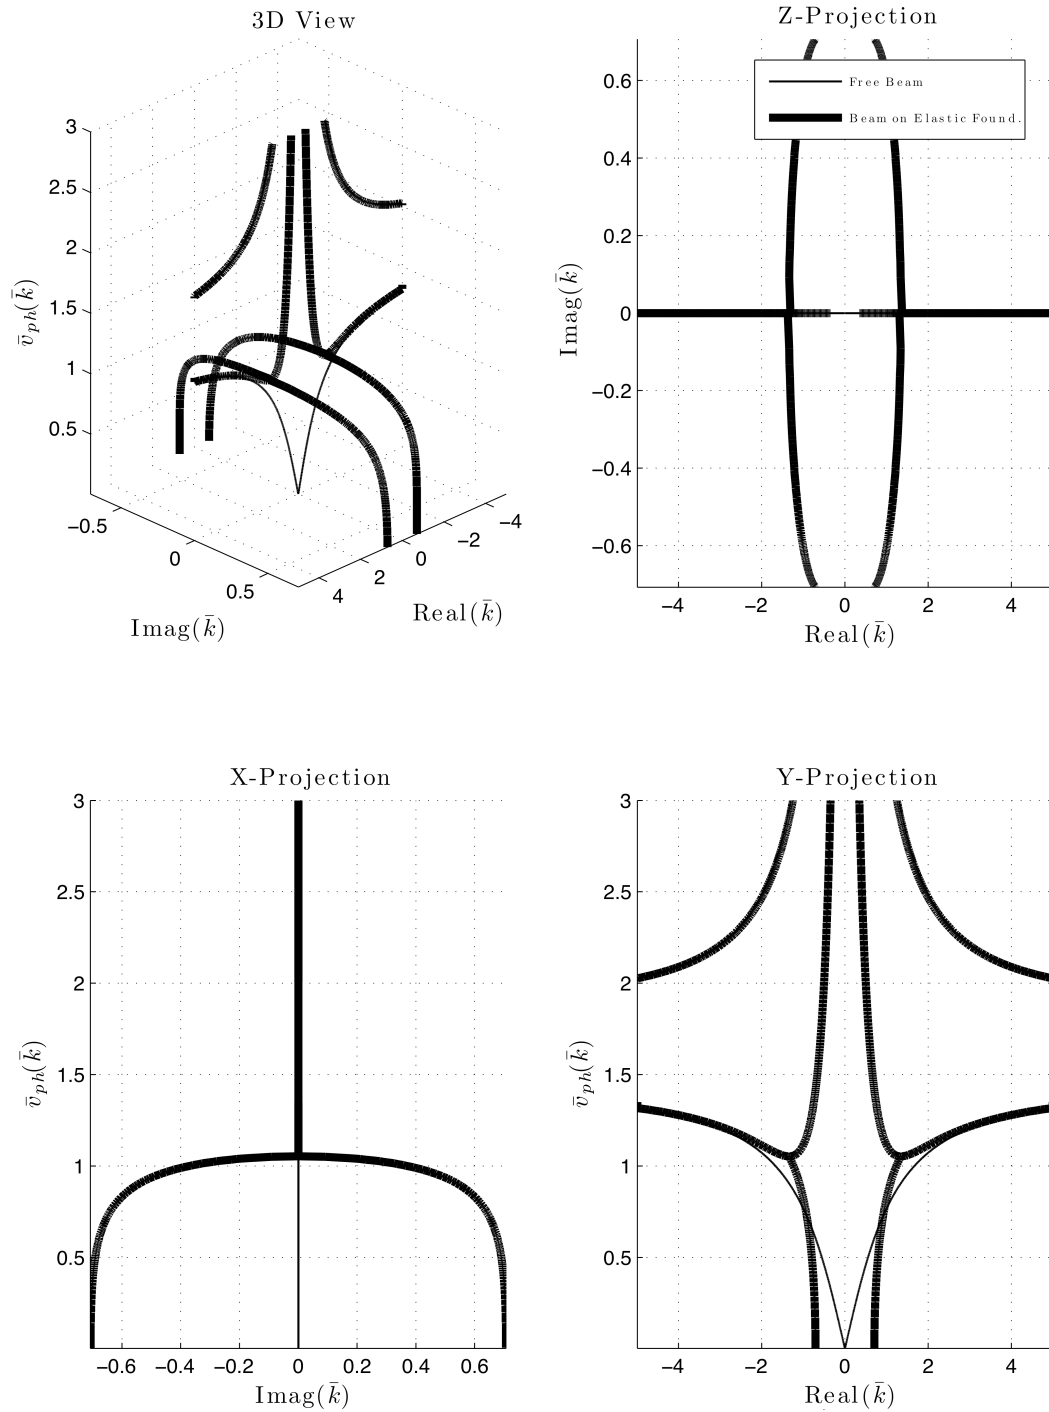 3D View
3
2.5
2
1.5
1
0.5
v̄ph(k̄)
−0.5
0
0.5
Imag(k̄)
4
2
0
−2
−4
Real(k̄)
Z-Projection
Free Beam
Beam on Elastic Found.
0.6
0.4
0.2
0
−0.2
−0.4
−0.6
Imag(k̄)
−4 −2 0 2 4
Real(k̄)
X-Projection
3
2.5
2
1.5
1
0.5
v̄ph(k̄)
−0.6 −0.4 −0.2 0 0.2 0.4 0.6
Imag(k̄)
Y-Projection
3
2.5
2
1.5
1
0.5
v̄ph(k̄)
−4 −2 0 2 4
Real(k̄)